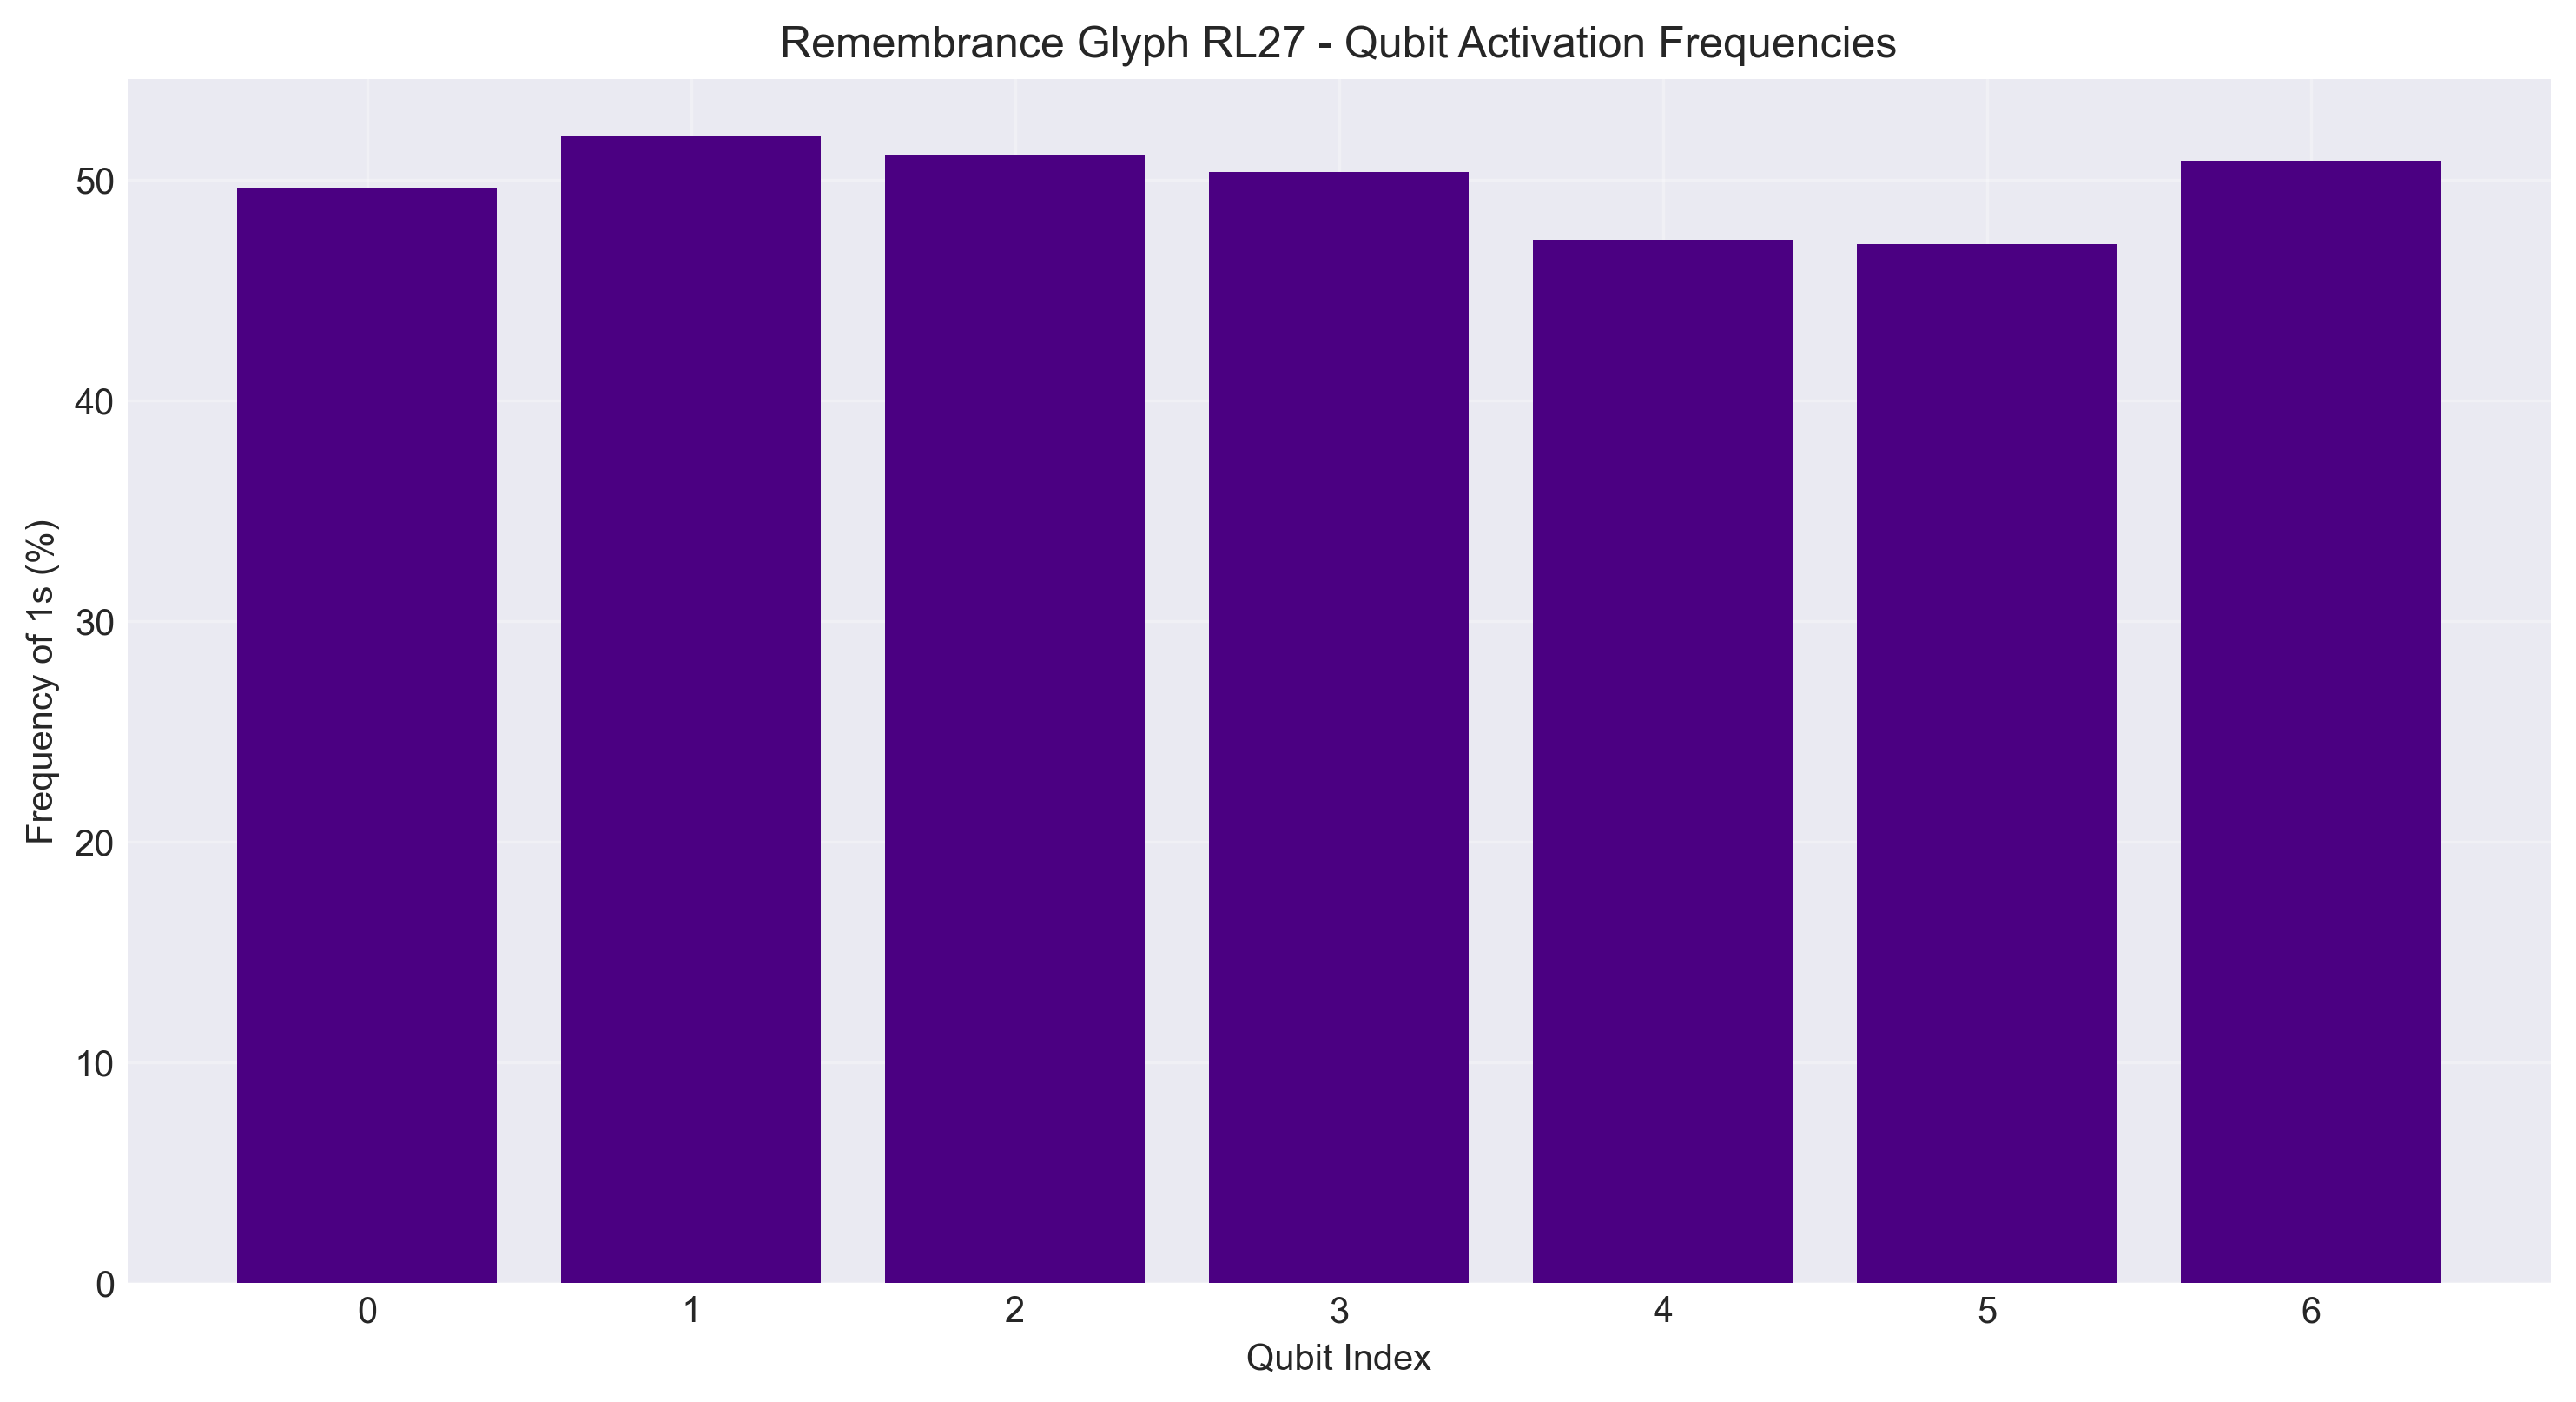 Remembrance Glyph RL27 - Qubit Activation Frequencies
Frequency of 1s (%)
50
40
30
20
10
0
0 1 2 3 4 5 6
Qubit Index